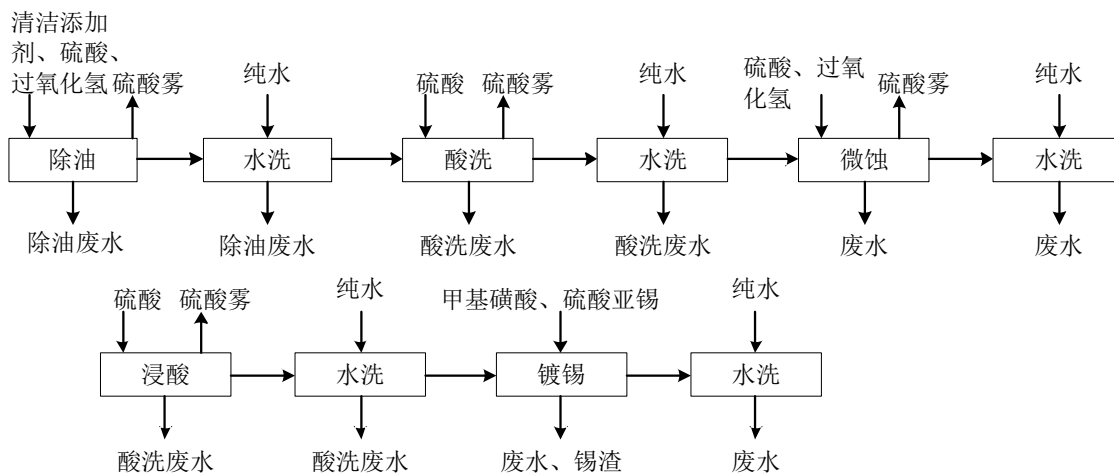 清洁添加
剂、硫酸、
过氧化氢
硫酸雾
纯水
硫酸
硫酸雾
纯水
硫酸、过氧
化氢
硫酸雾
纯水
除油
水洗
酸洗
水洗
微蚀
水洗
除油废水
除油废水
酸洗废水
酸洗废水
废水
废水
硫酸
硫酸雾
纯水
甲基磺酸、硫酸亚锡
纯水
浸酸
水洗
镀锡
水洗
酸洗废水
酸洗废水
废水、锡渣
废水